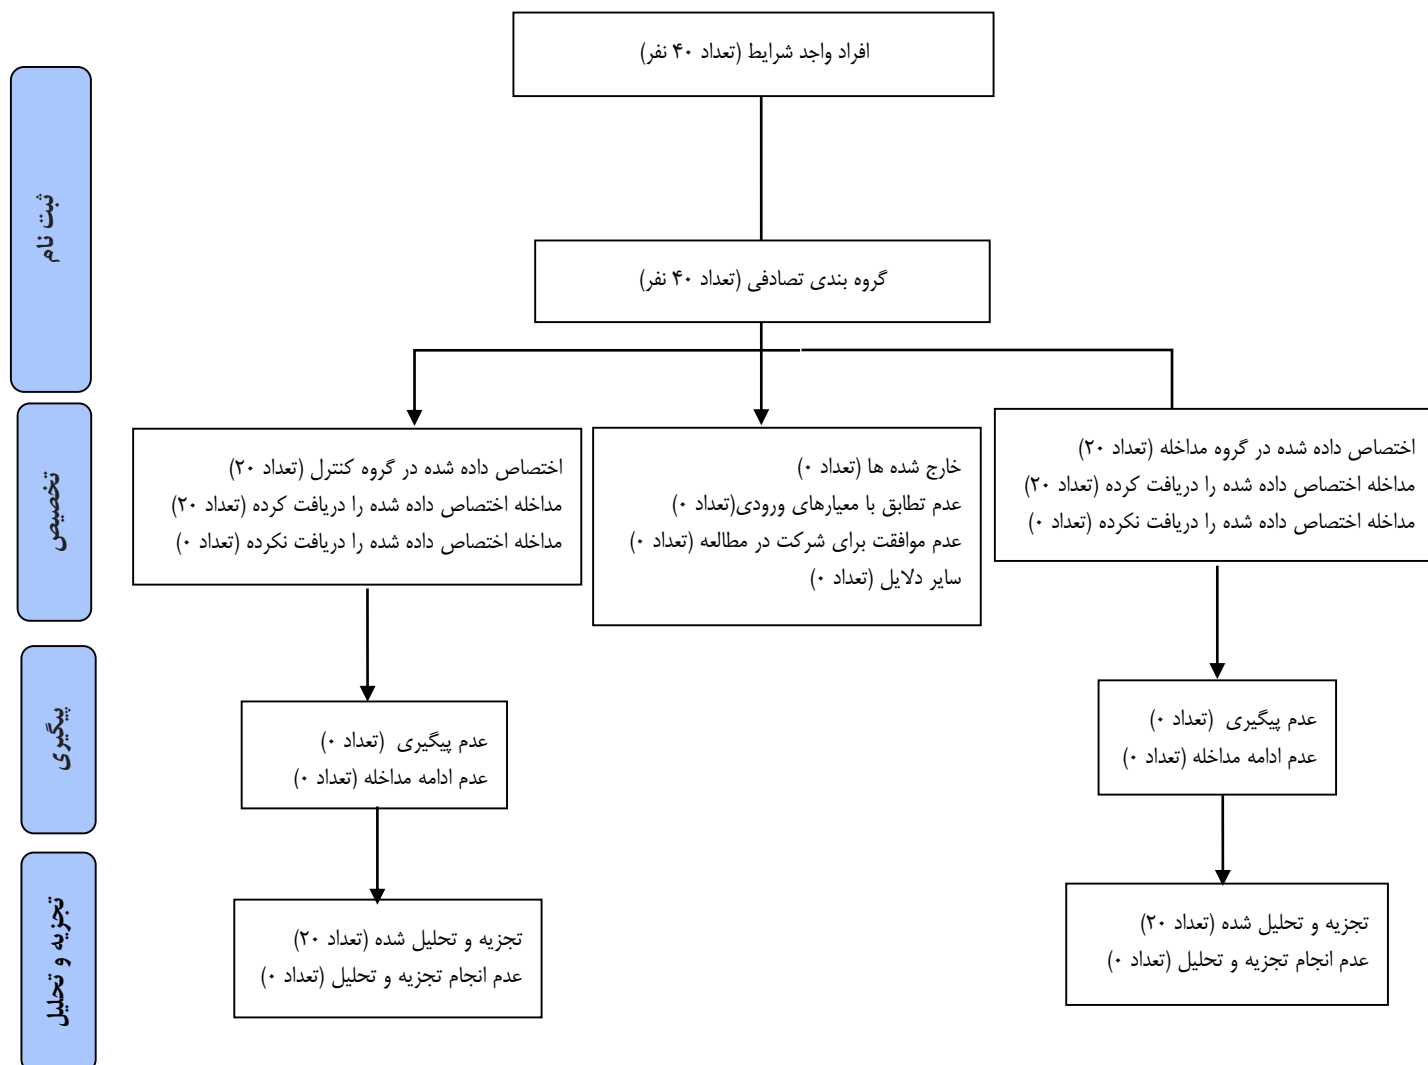 افراد واجد شرایط (تعداد ۴۰ نفر)
ثبت نام
گروه بندی تصادفی (تعداد ۴۰ نفر)
تخصیص
اختصاص داده شده در گروه مداخله (تعداد ۲۰)
مداخله اختصاص داده شده را دریافت کرده (تعداد ۲۰)
مداخله اختصاص داده شده را دریافت نکرده (تعداد ۰)
خارج شده ها (تعداد ۰)
عدم تطابق با معیارهای ورودی(تعداد ۰)
عدم موافقت برای شرکت در مطالعه (تعداد ۰)
سایر دلایل (تعداد ۰)
اختصاص داده شده در گروه کنترل (تعداد ۲۰)
مداخله اختصاص داده شده را دریافت کرده (تعداد ۲۰)
مداخله اختصاص داده شده را دریافت نکرده (تعداد ۰)
پیگیری
عدم پیگیری (تعداد ۰)
عدم ادامه مداخله (تعداد ۰)
عدم پیگیری (تعداد ۰)
عدم ادامه مداخله (تعداد ۰)
تجزیه و تحلیل
تجزیه و تحلیل شده (تعداد ۲۰)
عدم انجام تجزیه و تحلیل (تعداد ۰)
تجزیه و تحلیل شده (تعداد ۲۰)
عدم انجام تجزیه و تحلیل (تعداد ۰)